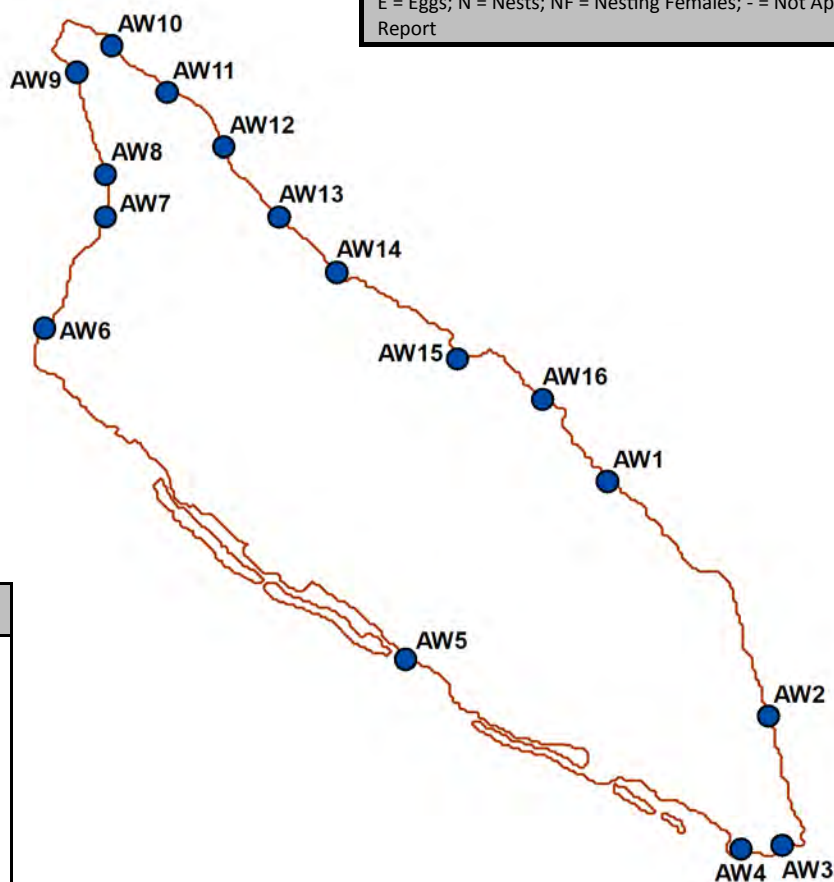 E = Eggs; N = Nests; NF = Nesting Females; - = Not Ap
Report
AW10
AW9
AW11
AW12
AW8
AW7
AW13
AW14
AW6
AW15
AW16
AW1
AW5
AW2
AW4
AW3